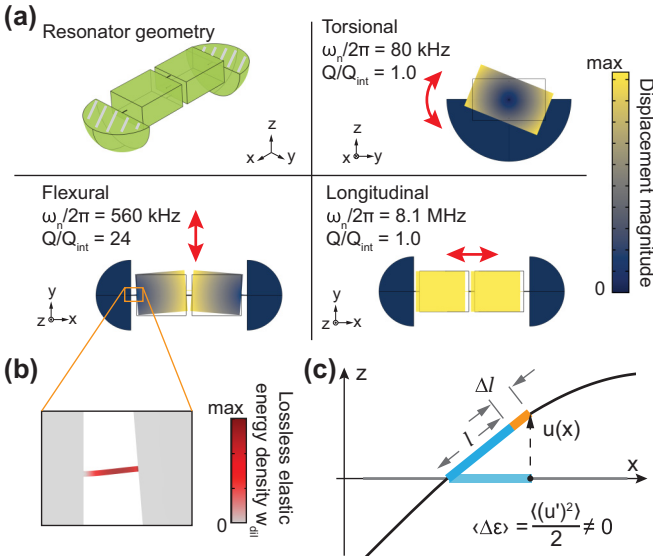 (a)
Resonator geometry
z
x
y
Torsional
ωn/2π = 80 kHz
Q/Qint = 1.0
z
x
y
max
Displacement magnitude
0
Flexural
ωn/2π = 560 kHz
Q/Qint = 24
y
z
x
Longitudinal
ωn/2π = 8.1 MHz
Q/Qint = 1.0
y
z
x
(b)
max
0
Lossless elastic
energy density wdil
(c)
z
Δl
l
u(x)
x
⟨Δε⟩ = ⟨(u')²⟩/2 ≠ 0